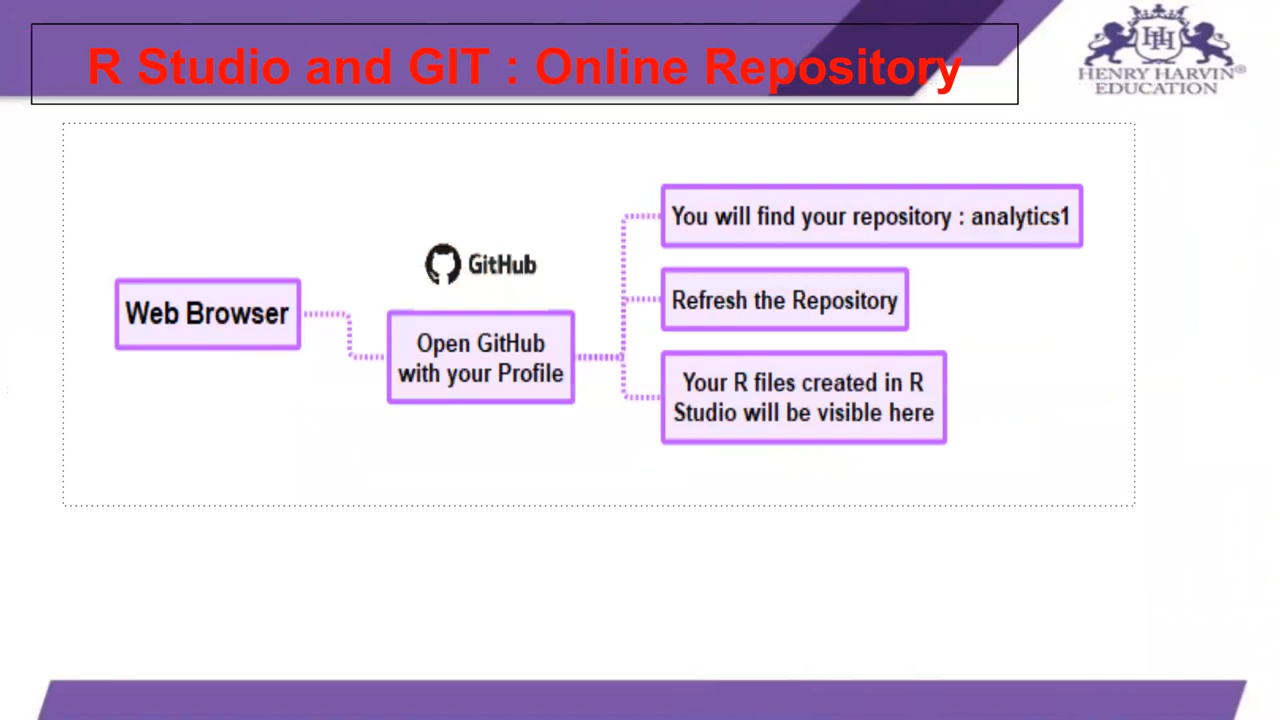 R Studio and GIT : Online Repository
HENRY HARVIN®
EDUCATION
You will find your repository : analytics1
GitHub
Refresh the Repository
Web Browser
Open GitHub
with your Profile
Your R files created in R
Studio will be visible here